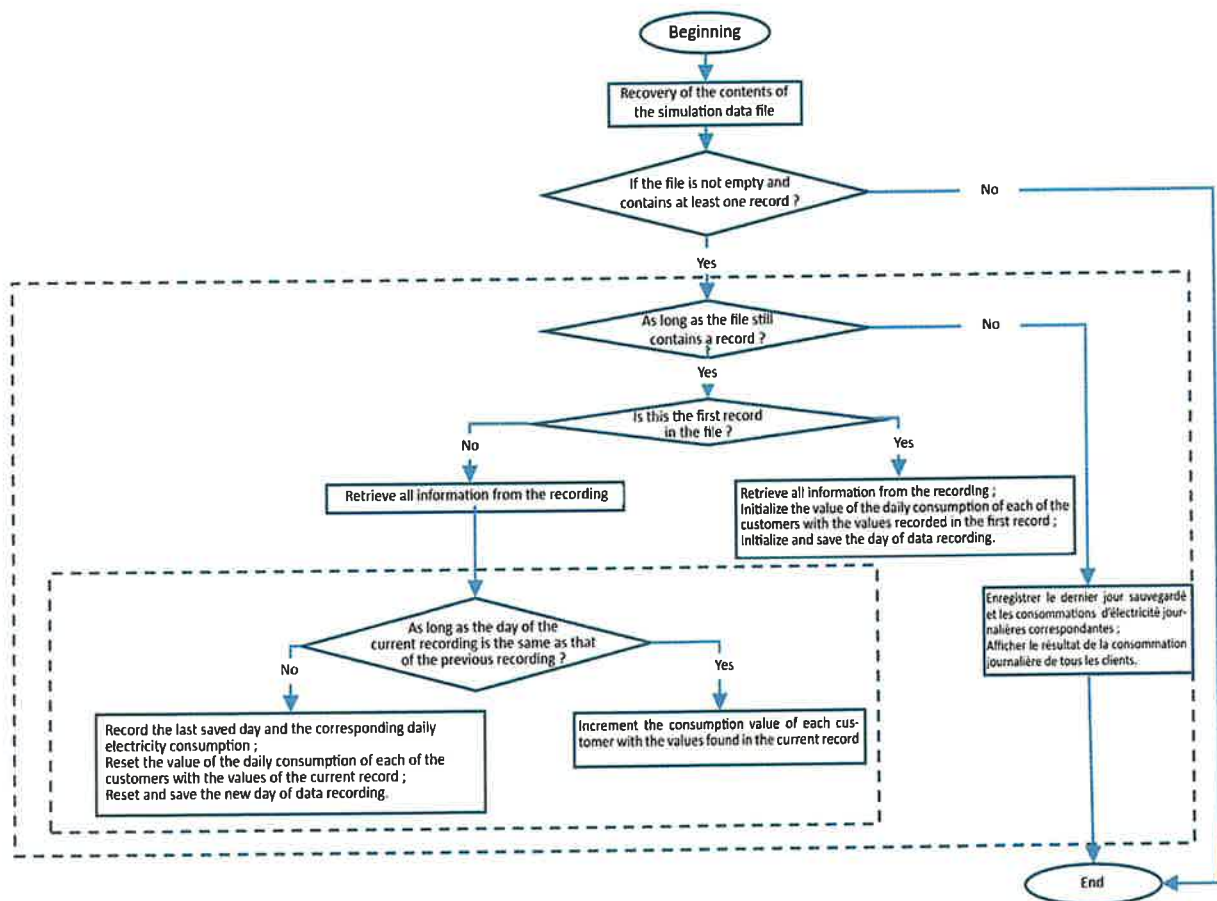 Beginning
Recovery of the contents of
the simulation data file
If the file is not empty and
contains at least one record ?
No
Yes
As long as the file still
contains a record ?
No
Yes
Is this the first record
in the file ?
No
Yes
Retrieve all information from the recording
Retrieve all information from the recording ;
Initialize the value of the daily consumption of each of the
customers with the values recorded in the first record ;
Initialize and save the day of data recording.
As long as the day of the
current recording is the same as that
of the previous recording ?
No
Yes
Enregistrer le dernier jour sauvegardé
et les consommations d'électricité jour-
nalières correspondantes ;
Afficher le résultat de la consommation
journalière de tous les clients.
Record the last saved day and the corresponding daily
electricity consumption ;
Reset the value of the daily consumption of each of the
customers with the values of the current record ;
Reset and save the new day of data recording.
Increment the consumption value of each cus-
tomer with the values found in the current record
End